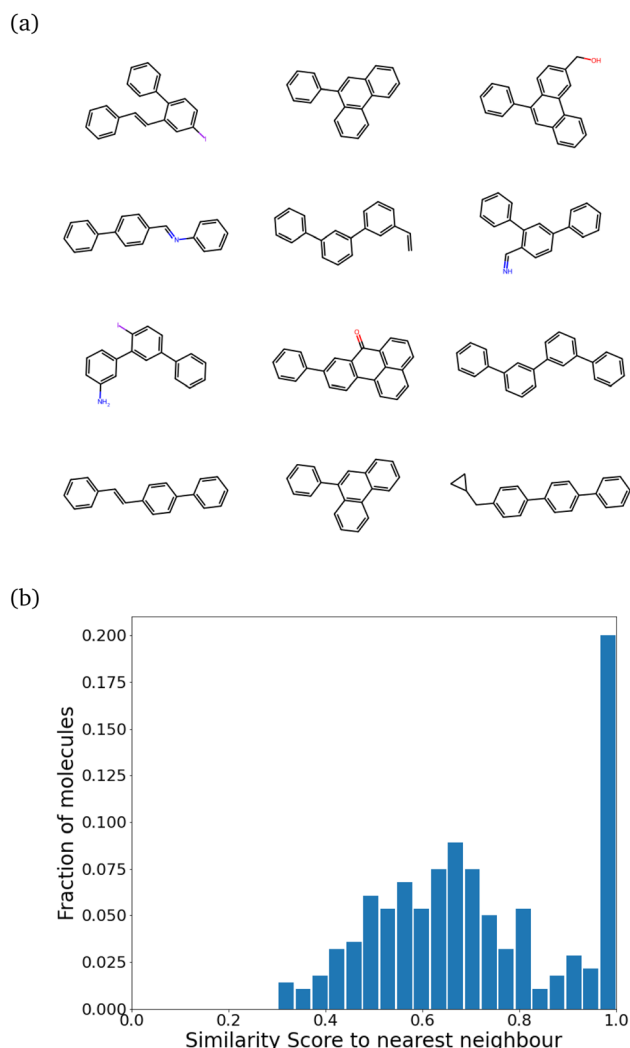 (a)
OH
I
N
NH
I
O
NH2
(b)
0.200
0.175
0.150
0.125
0.100
0.075
0.050
0.025
0.000
Fraction of molecules
0.0 0.2 0.4 0.6 0.8 1.0
Similarity Score to nearest neighbour